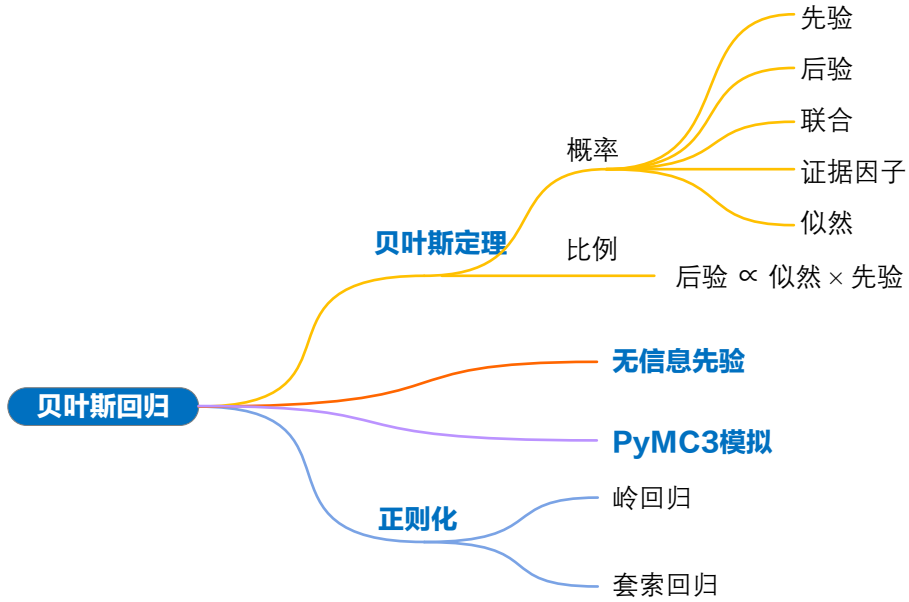 先验
后验
联合
概率
证据因子
似然
贝叶斯定理
比例
后验 ∝ 似然 × 先验
无信息先验
贝叶斯回归
PyMC3模拟
岭回归
正则化
套索回归